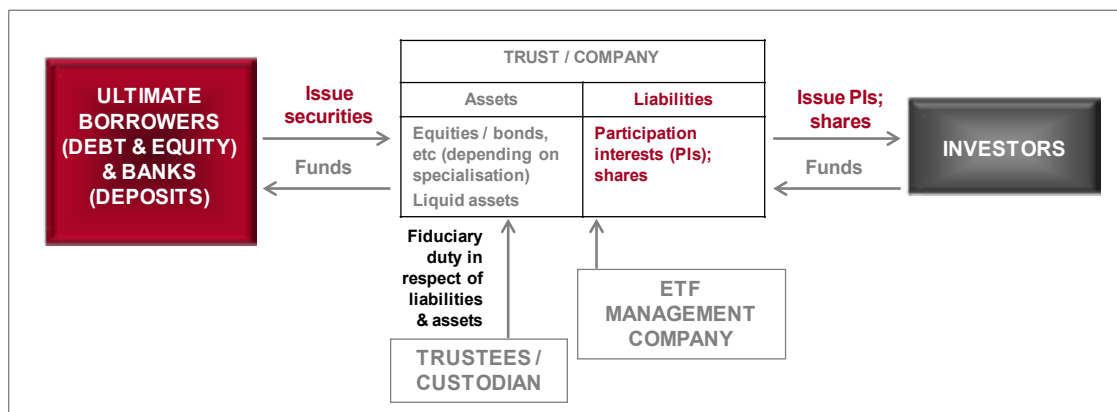 ULTIMATE
BORROWERS
(DEBT & EQUITY)
& BANKS
(DEPOSITS)
Issue
securities
Funds
TRUST / COMPANY
Assets
Liabilities
Equities / bonds,
etc (depending on
specialisation)
Liquid assets
Participation
interests (PIs);
shares
Issue PIs;
shares
Funds
INVESTORS
Fiduciary
duty in
respect of
liabilities
& assets
TRUSTEES /
CUSTODIAN
ETF
MANAGEMENT
COMPANY